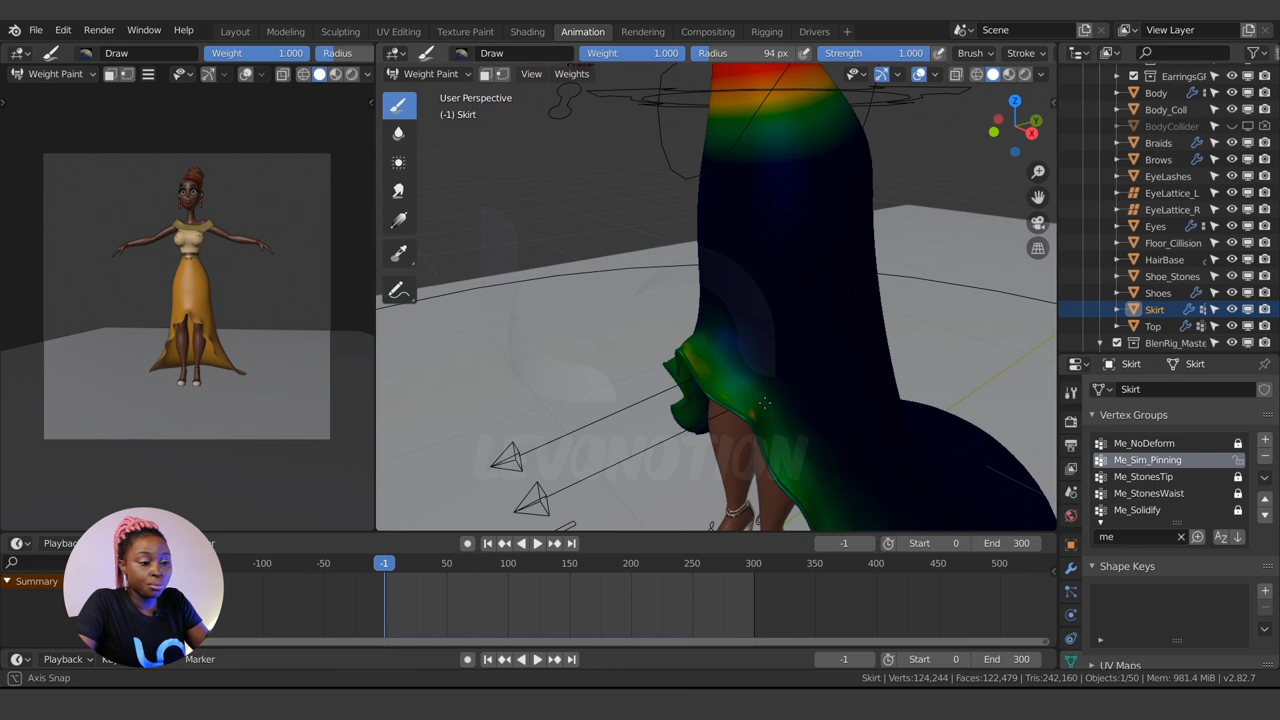 File Edit Render Window Help Layout Modeling Sculpting UV Editing Texture Paint Shading Animation Rendering Compositing Scripting + Scene View Layer
Draw Weight 1.000 Radius Draw Weight 1.000 Radius 94 px Strength 1.000 Brush Stroke
Weight Paint Weight Paint View Weights
User Perspective
(-1) Skirt
Z
Y
X
Body
Body_Coll
BodyCollider
Braids
Brows
EyeLashes
EyeLattice_L
EyeLattice_R
Eyes
Floor_Collision
HairBase
Shoe_Stones
Shoes
Skirt
Top
BlenRig_Maste
Skirt Skirt
Skirt
Vertex Groups
Me_NoDeform
Me_Sim_Pinning
Me_StonesTip
Me_StonesWaist
Me_Solidify
me
Shape Keys
UV Maps
LEVONOTION
Playback -1 Start 0 End 300
-100 -50 -1 50 100 150 200 250 300 350 400 450 500
Summary
Playback Marker -1 Start 0 End 300
Axis Snap
Skirt | Verts:124,244 | Faces:122,479 | Tris:242,160 | Objects:1/50 | Mem: 981.4 MiB | v2.82.7